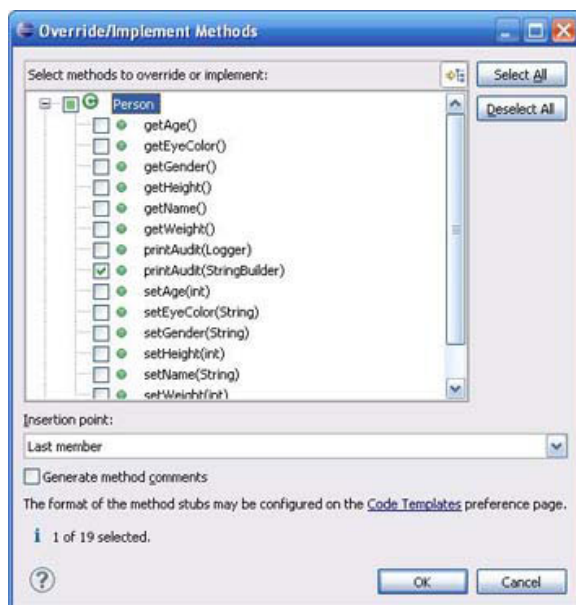 Override/Implement Methods
Select methods to override or implement:
Select All
Person
Deselect All
getAge()
getEyeColor()
getGender()
getHeight()
getName()
getWeight()
printAudit(Logger)
printAudit(StringBuilder)
setAge(int)
setEyeColor(String)
setGender(String)
setHeight(int)
setName(String)
setWeight(int)
Insertion point:
Last member
Generate method comments
The format of the method stubs may be configured on the Code Templates preference page.
1 of 19 selected.
OK Cancel